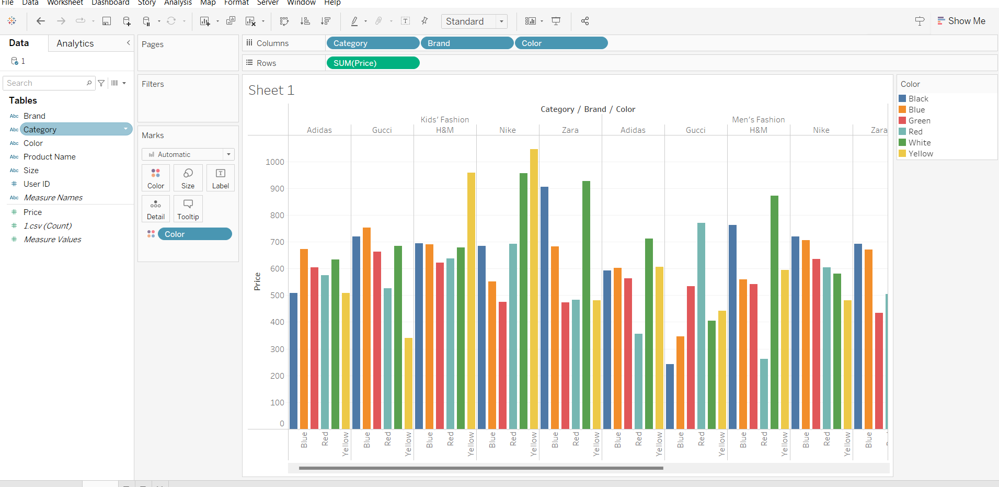 File Data Worksheet Dashboard Story Analysis Map Format Server Window Help
Standard
Show Me
Data Analytics
1
Search
Tables
Abc Brand
Abc Category
Abc Color
Abc Product Name
Abc Size
# User ID
Abc Measure Names
# Price
# 1.csv (Count)
# Measure Values
Pages
Filters
Marks
Automatic
Color Size Label
Detail Tooltip
Color
Columns Category Brand Color
Rows SUM(Price)
Sheet 1
Category / Brand / Color
Kids’ Fashion Men’s Fashion
Adidas Gucci H&M Nike Zara Adidas Gucci H&M Nike Zara
Price
1000
900
800
700
600
500
400
300
200
100
0
Blue Red Yellow Blue Red Yellow Blue Red Yellow Blue Red Yellow Blue Red Yellow Blue Red Yellow Blue Red Yellow Blue Red Yellow Blue Red Yellow Blue
Color
Black
Blue
Green
Red
White
Yellow